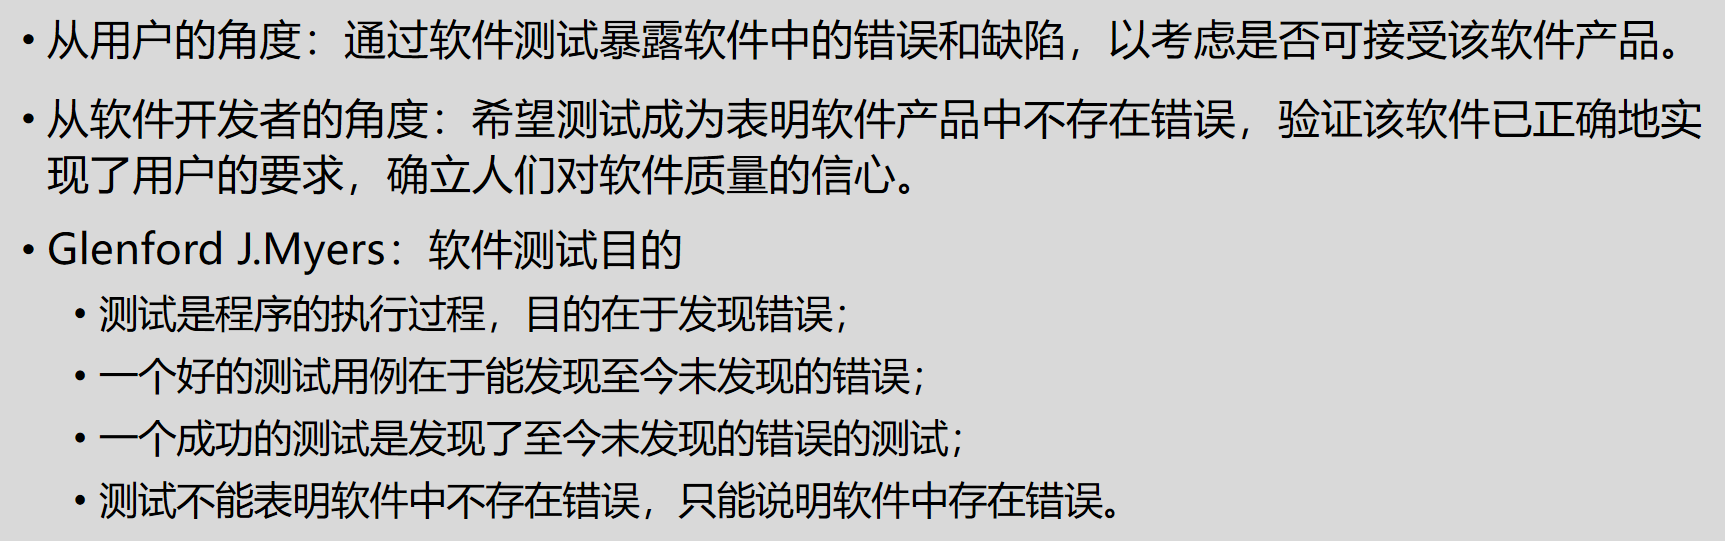 • 从用户的角度：通过软件测试暴露软件中的错误和缺陷，以考虑是否可接受该软件产品。
• 从软件开发者的角度：希望测试成为表明软件产品中不存在错误，验证该软件已正确地实
现了用户的要求，确立人们对软件质量的信心。
• Glenford J.Myers：软件测试目的
• 测试是程序的执行过程，目的在于发现错误；
• 一个好的测试用例在于能发现至今未发现的错误；
• 一个成功的测试是发现了至今未发现的错误的测试；
• 测试不能表明软件中不存在错误，只能说明软件中存在错误。